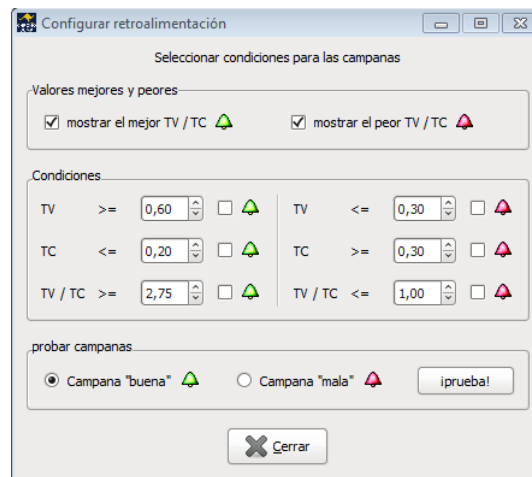 Configurar retroalimentación
Seleccionar condiciones para las campanas
Valores mejores y peores
mostrar el mejor TV / TC
mostrar el peor TV / TC
Condiciones
TV >= 0,60 TV <= 0,30
TC <= 0,20 TC >= 0,30
TV / TC >= 2,75 TV / TC <= 1,00
probar campanas
Campana "buena" Campana "mala" ¡prueba!
Cerrar